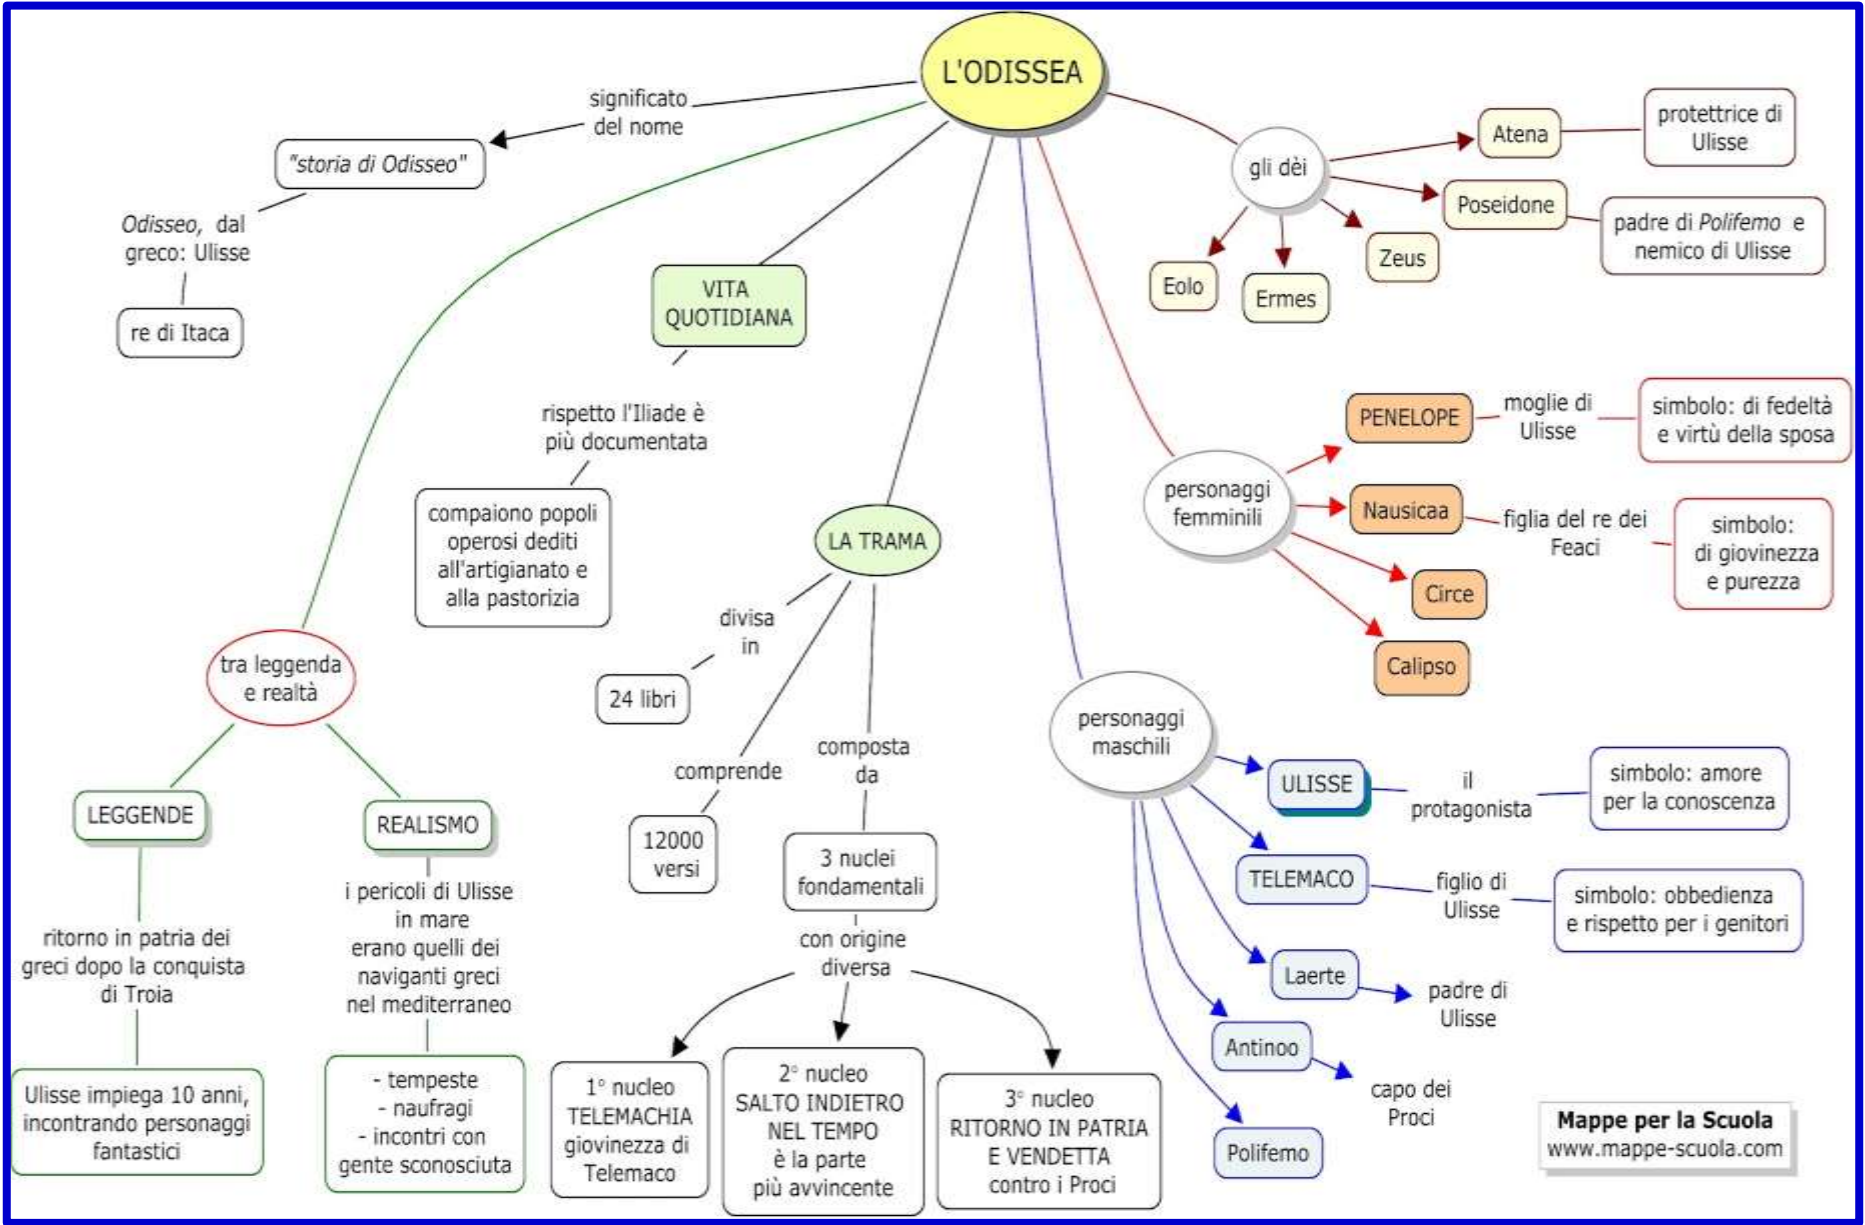 L'ODISSEA
significato
del nome
"storia di Odisseo"
Odisseo, dal
greco: Ulisse
re di Itaca
VITA
QUOTIDIANA
rispetto l'Iliade è
più documentata
compaiono popoli
operosi dediti
all'artigianato e
alla pastorizia
tra leggenda
e realtà
LEGGENDE
ritorno in patria dei
greci dopo la conquista
di Troia
Ulisse impiega 10 anni,
incontrando personaggi
fantastici
REALISMO
i pericoli di Ulisse
in mare
erano quelli dei
naviganti greci
nel mediterraneo
- tempeste
- naufragi
- incontri con
gente sconosciuta
LA TRAMA
divisa
in
24 libri
comprende
12000
versi
composta
da
3 nuclei
fondamentali
con origine
diversa
1° nucleo
TELEMACHIA
giovinezza di
Telemaco
2° nucleo
SALTO INDIETRO
NEL TEMPO
è la parte
più avvincente
3° nucleo
RITORNO IN PATRIA
E VENDETTA
contro i Proci
gli dèi
Atena
protettrice di
Ulisse
Poseidone
padre di Polifemo e
nemico di Ulisse
Zeus
Ermes
Eolo
personaggi
femminili
PENELOPE
moglie di
Ulisse
simbolo: di fedeltà
e virtù della sposa
Nausicaa
figlia del re dei
Feaci
simbolo:
di giovinezza
e purezza
Circe
Calipso
personaggi
maschili
ULISSE
il
protagonista
simbolo: amore
per la conoscenza
TELEMACO
figlio di
Ulisse
simbolo: obbedienza
e rispetto per i genitori
Laerte
padre di
Ulisse
Antinoo
capo dei
Proci
Polifemo
Mappe per la Scuola
www.mappe-scuola.com